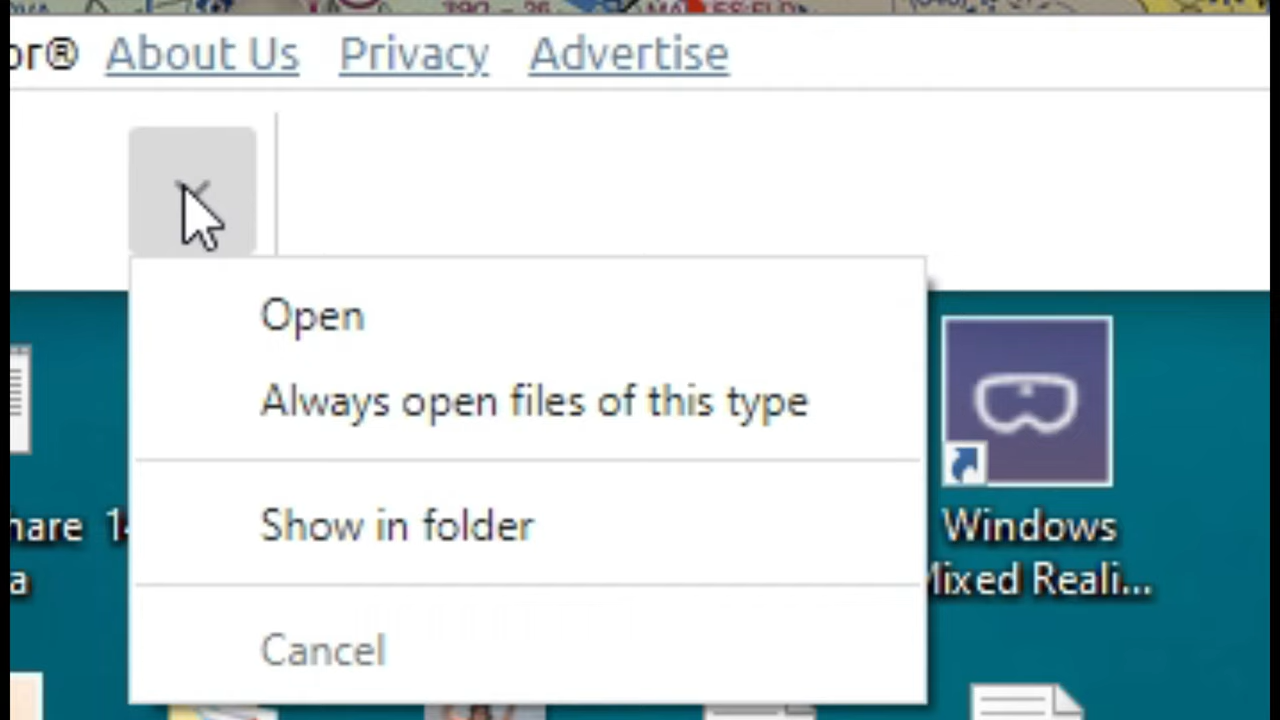 or® About Us Privacy Advertise
Open
Always open files of this type
Show in folder
Cancel
hare 14
a
Windows
Mixed Reali...